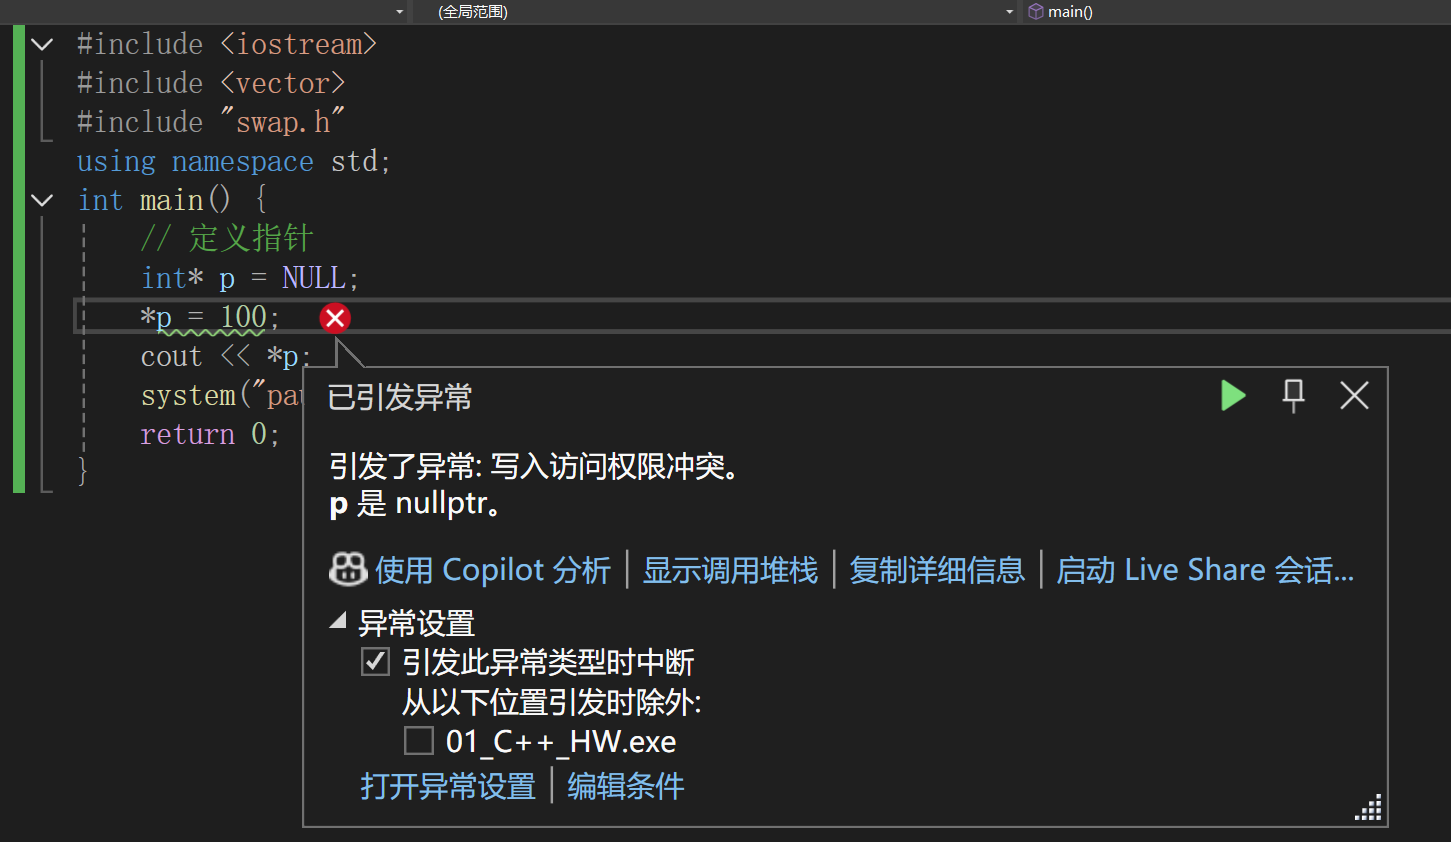 (全局范围) main()
#include <iostream>
#include <vector>
#include "swap.h"
using namespace std;
int main() {
// 定义指针
int* p = NULL;
*p = 100;
cout << *p;
system("pau
return 0;
}
已引发异常
引发了异常: 写入访问权限冲突。
p 是 nullptr。
使用 Copilot 分析 | 显示调用堆栈 | 复制详细信息 | 启动 Live Share 会话...
异常设置
引发此异常类型时中断
从以下位置引发时除外:
01_C++_HW.exe
打开异常设置 | 编辑条件